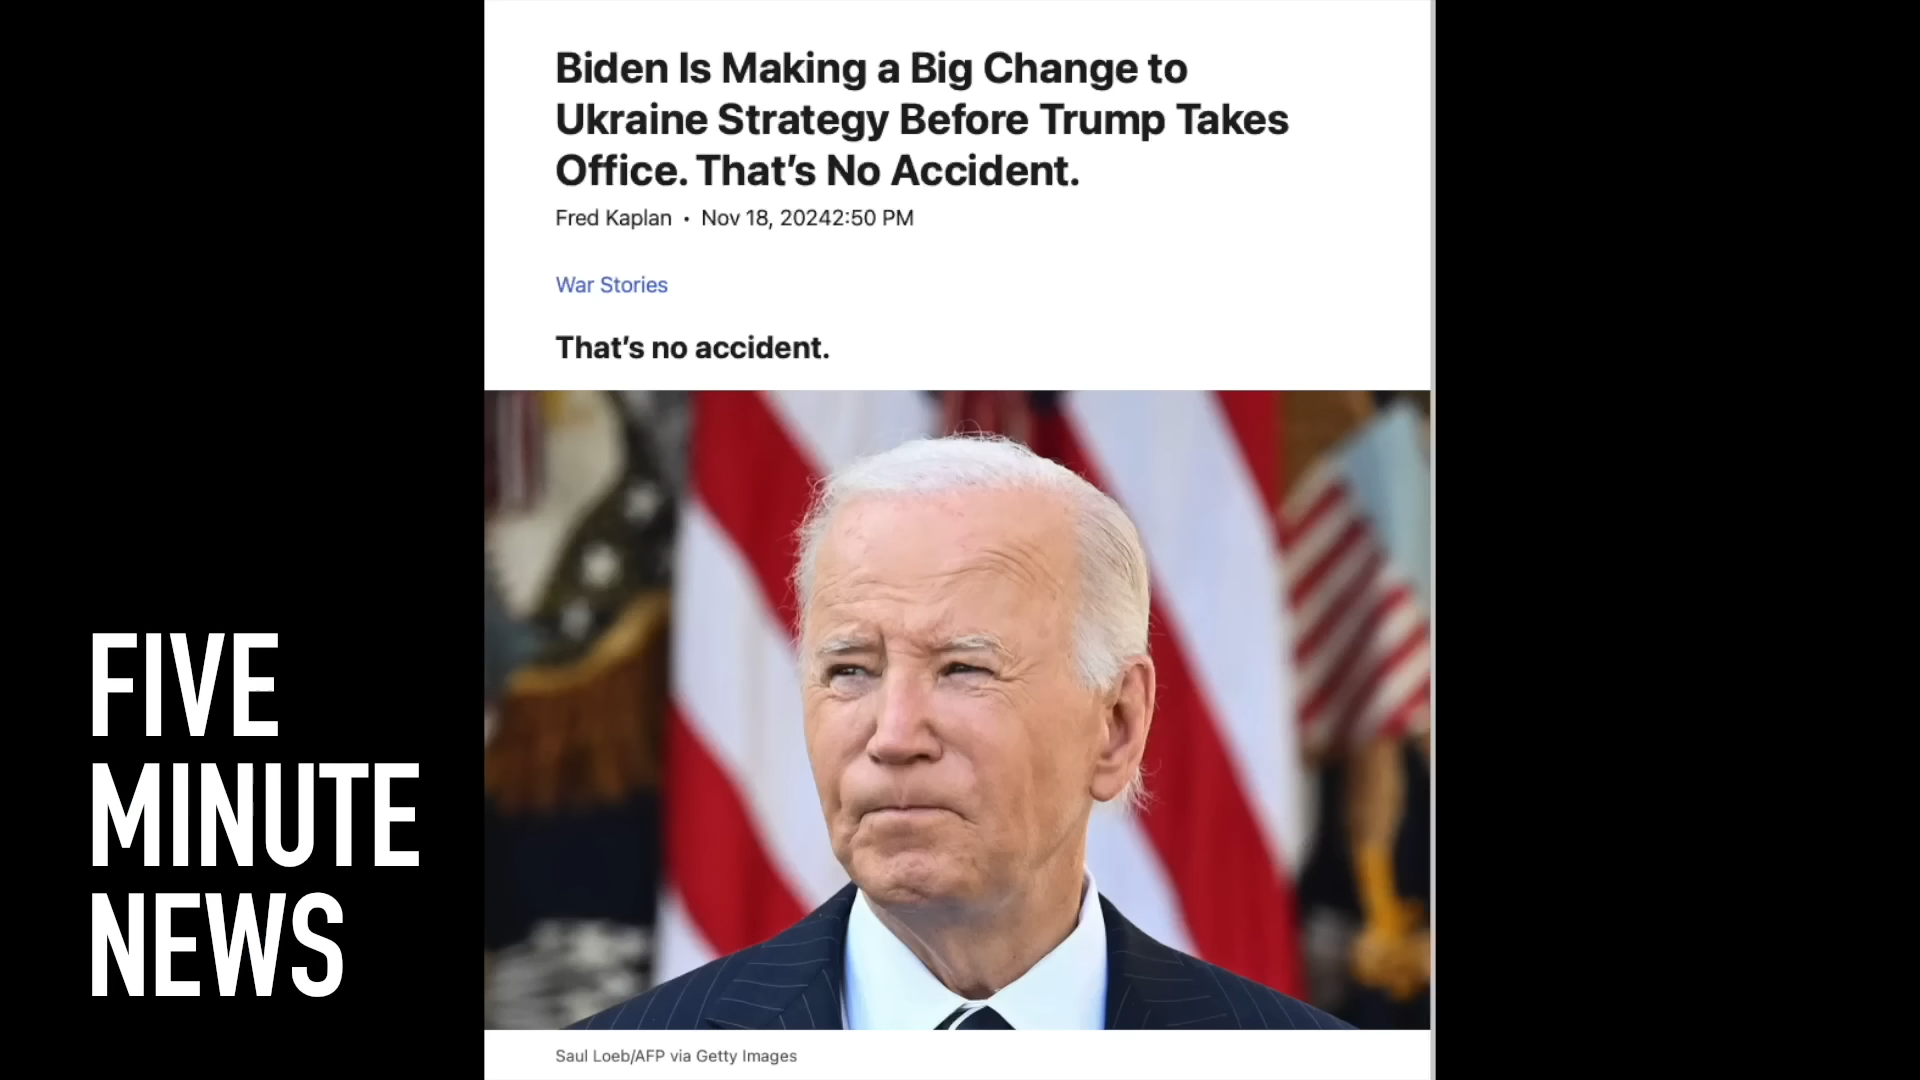 Biden Is Making a Big Change to
Ukraine Strategy Before Trump Takes
Office. That's No Accident.
Fred Kaplan • Nov 18, 20242:50 PM
War Stories
That's no accident.
Saul Loeb/AFP via Getty Images
FIVE
MINUTE
NEWS